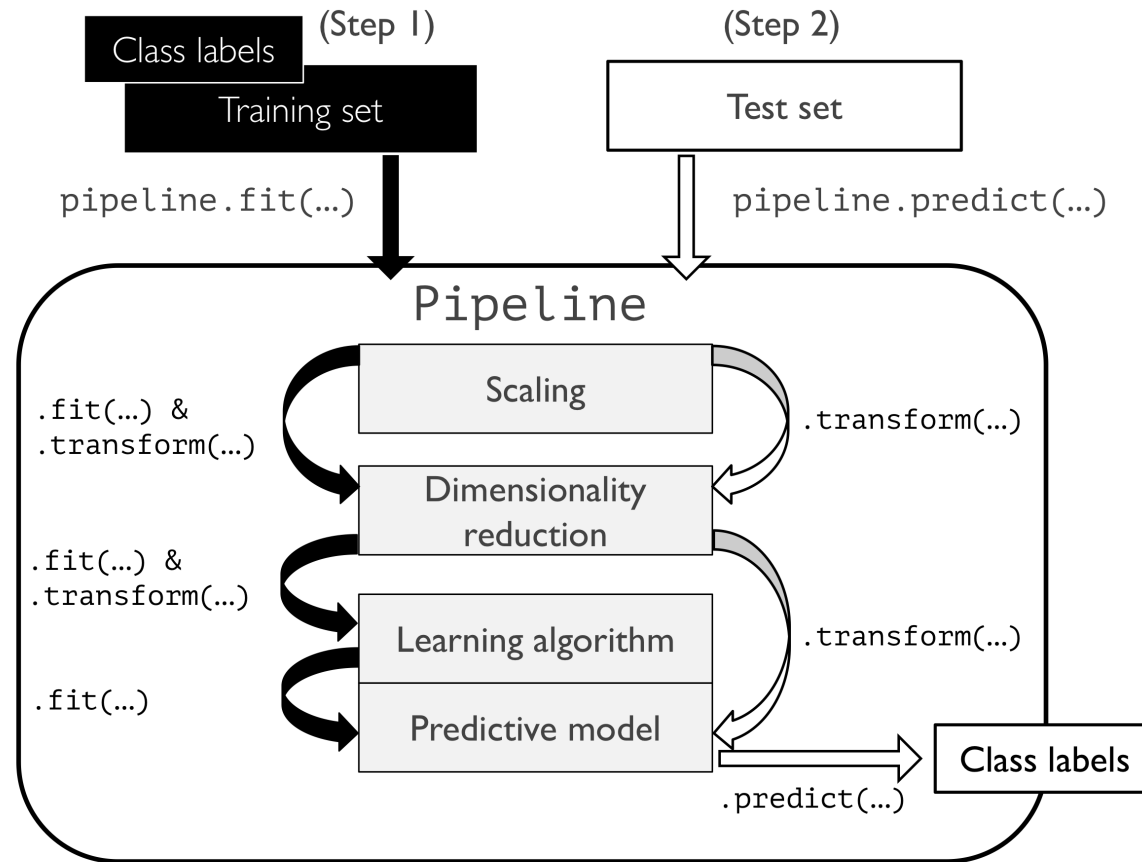 (Step 1)
(Step 2)
Class labels
Training set
Test set
pipeline.fit(…)
pipeline.predict(…)
Pipeline
Scaling
.fit(…) &
.transform(…)
.transform(…)
Dimensionality
reduction
.fit(…) &
.transform(…)
Learning algorithm
.transform(…)
.fit(…)
Predictive model
Class labels
.predict(…)